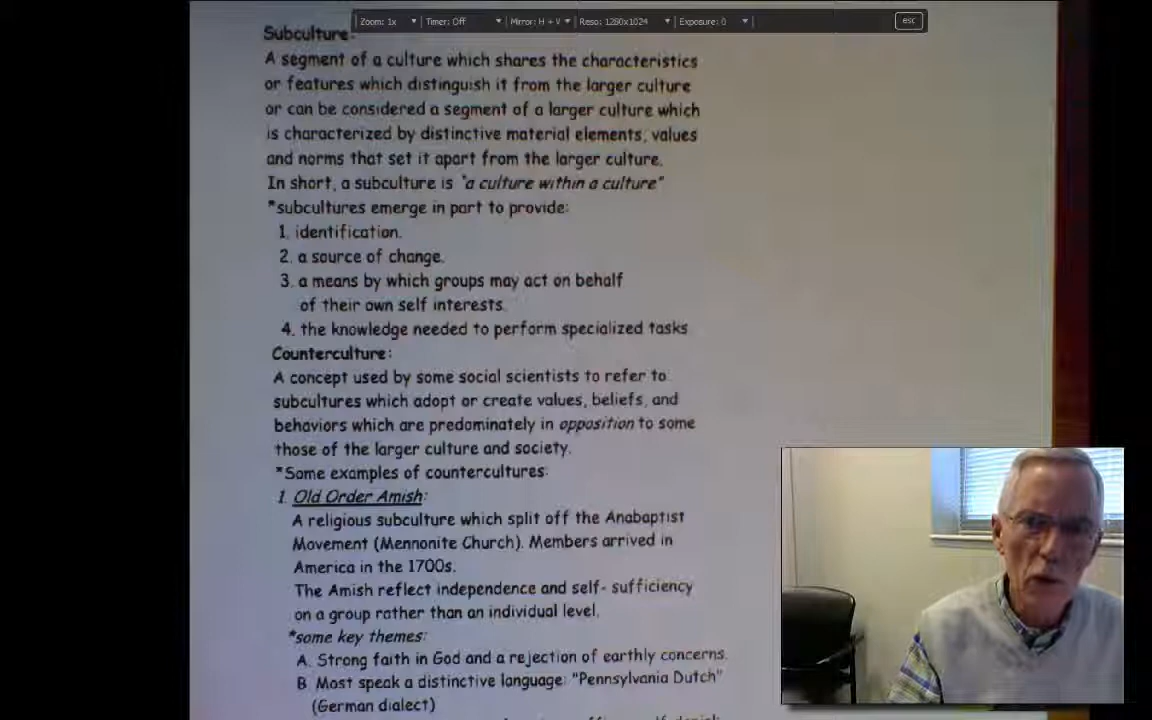 Zoom: 1x Timer: Off Mirror: H + V Reso: 1280x1024 Exposure: 0 esc
Subculture:
A segment of a culture which shares the characteristics
or features which distinguish it from the larger culture
or can be considered a segment of a larger culture which
is characterized by distinctive material elements, values
and norms that set it apart from the larger culture.
In short, a subculture is "a culture within a culture"
*subcultures emerge in part to provide:
1. identification.
2. a source of change.
3. a means by which groups may act on behalf
of their own self interests.
4. the knowledge needed to perform specialized tasks
Counterculture:
A concept used by some social scientists to refer to
subcultures which adopt or create values, beliefs, and
behaviors which are predominately in opposition to some
those of the larger culture and society.
*Some examples of countercultures:
1. Old Order Amish:
A religious subculture which split off the Anabaptist
Movement (Mennonite Church). Members arrived in
America in the 1700s.
The Amish reflect independence and self- sufficiency
on a group rather than an individual level.
*some key themes:
A. Strong faith in God and a rejection of earthly concerns.
B. Most speak a distinctive language: "Pennsylvania Dutch"
(German dialect)